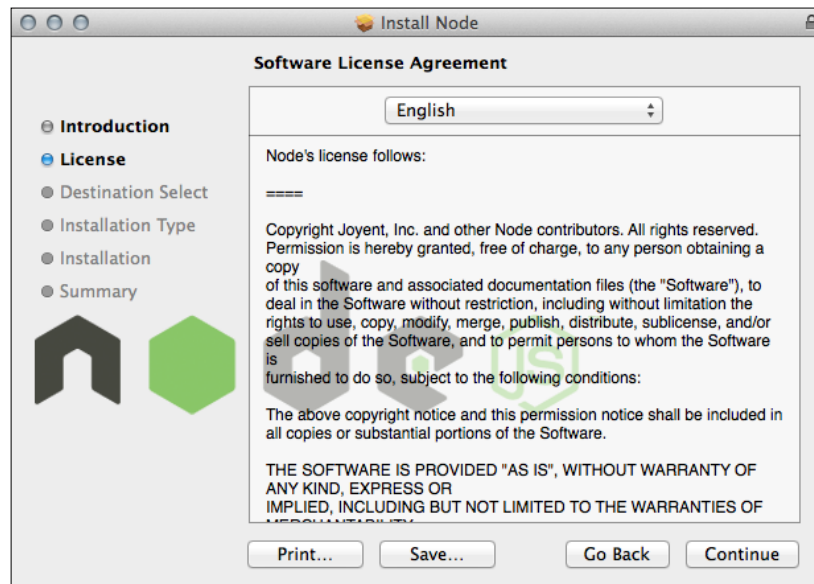 Install Node
Software License Agreement
English
Introduction
License
Destination Select
Installation Type
Installation
Summary
Node's license follows:
====
Copyright Joyent, Inc. and other Node contributors. All rights reserved.
Permission is hereby granted, free of charge, to any person obtaining a
copy
of this software and associated documentation files (the "Software"), to
deal in the Software without restriction, including without limitation the
rights to use, copy, modify, merge, publish, distribute, sublicense, and/or
sell copies of the Software, and to permit persons to whom the Software
is
furnished to do so, subject to the following conditions:
The above copyright notice and this permission notice shall be included in
all copies or substantial portions of the Software.
THE SOFTWARE IS PROVIDED "AS IS", WITHOUT WARRANTY OF
ANY KIND, EXPRESS OR
IMPLIED, INCLUDING BUT NOT LIMITED TO THE WARRANTIES OF
MERCHANTABILITY
node JS
Print...
Save...
Go Back
Continue